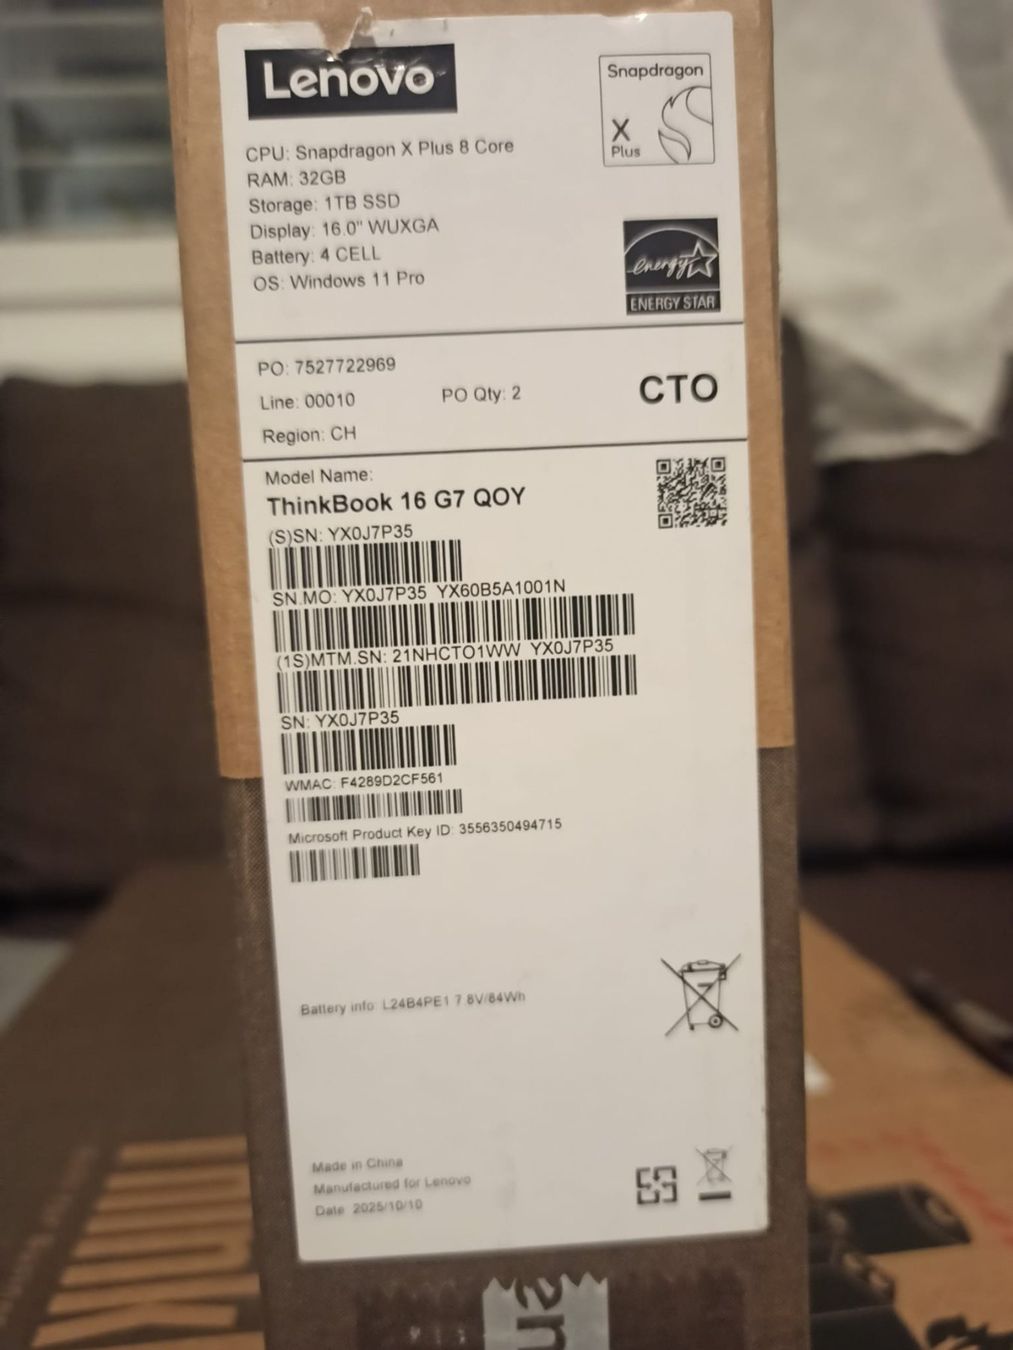 Lenovo
Snapdragon
X
Plus
CPU: Snapdragon X Plus 8 Core
RAM: 32GB
Storage: 1TB SSD
Display: 16.0" WUXGA
Battery: 4 CELL
OS: Windows 11 Pro
energy
ENERGY STAR
PO: 7527722969
Line: 00010
PO Qty: 2
CTO
Region: CH
Model Name:
ThinkBook 16 G7 QOY
(S)SN: YX0J7P35
SN.MO: YX0J7P35 YX60B5A1001N
(1S)MTM.SN: 21NHCTO1WW YX0J7P35
SN: YX0J7P35
WMAC: F4289D2CF561
Microsoft Product Key ID: 3556350494715
Battery info: L24B4PE1 7.8V/84Wh
Made in China
Manufactured for Lenovo
Date 2025/10/10
en